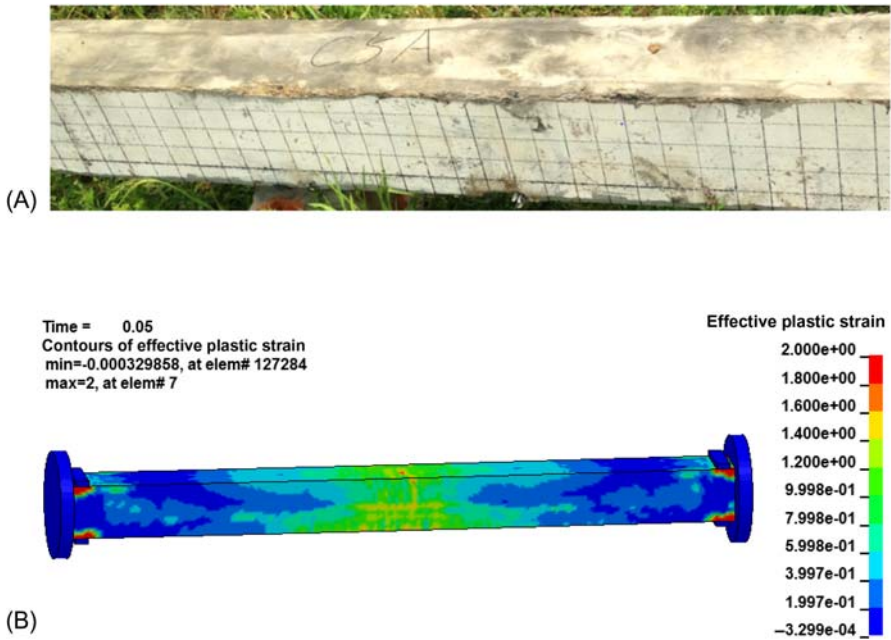 C5A
(A)
Time = 0.05
Contours of effective plastic strain
min=-0.000329858, at elem# 127284
max=2, at elem# 7
Effective plastic strain
2.000e+00
1.800e+00
1.600e+00
1.400e+00
1.200e+00
9.998e-01
7.998e-01
5.998e-01
3.997e-01
1.997e-01
–3.299e-04
(B)